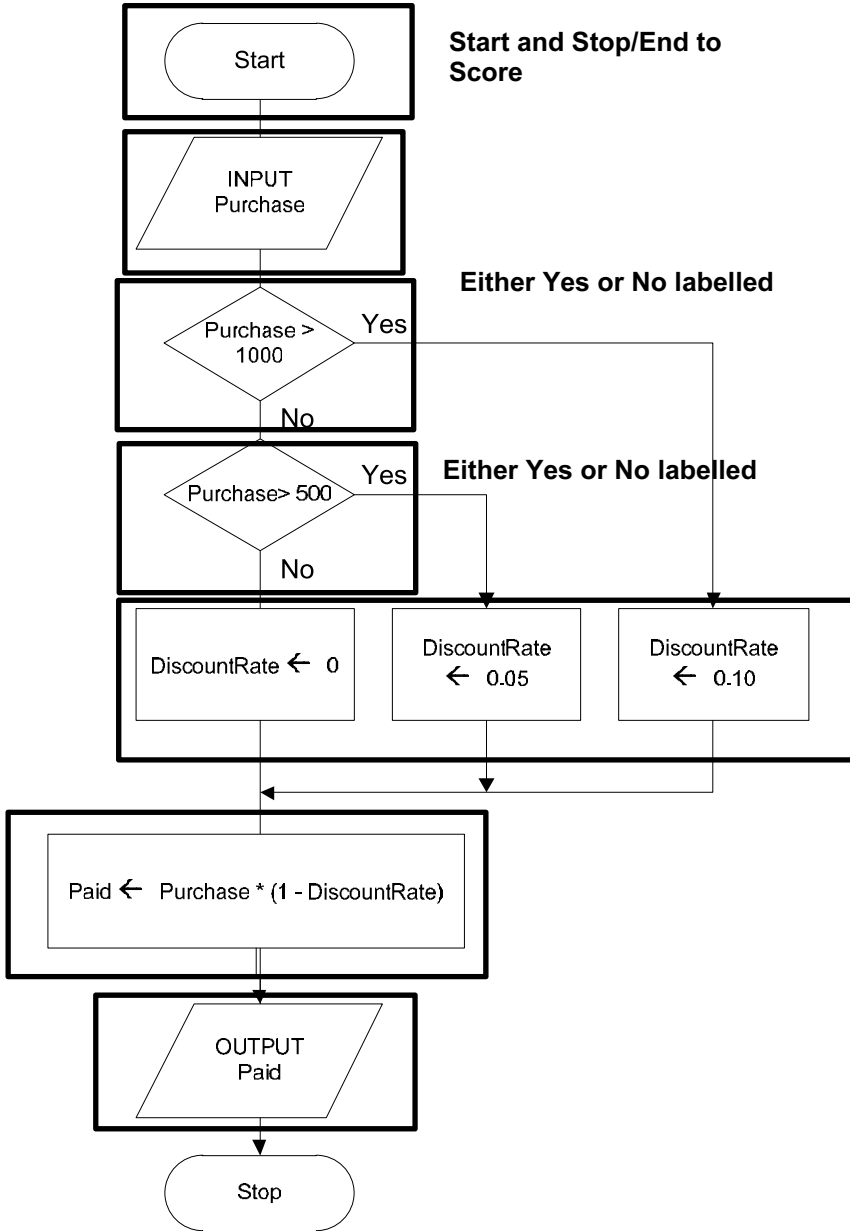 Start
Start and Stop/End to
Score
INPUT
Purchase
Either Yes or No labelled
Purchase >
1000
Yes
No
Either Yes or No labelled
Purchase> 500
Yes
No
DiscountRate ← 0
DiscountRate
← 0.05
DiscountRate
← 0.10
Paid ← Purchase * (1 - DiscountRate)
OUTPUT
Paid
Stop